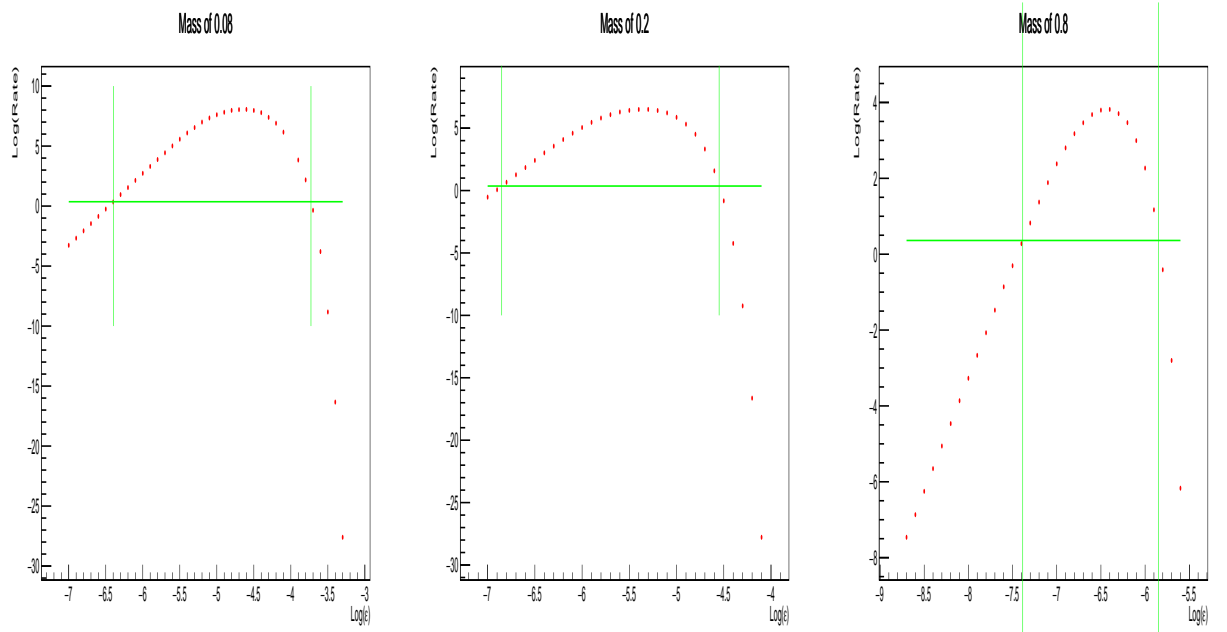 Mass of 0.08
Log(Rate)
10
5
0
−5
−10
−15
−20
−25
−30
−7 −6.5 −6 −5.5 −5 −4.5 −4 −3.5 −3
Log(ε)
Mass of 0.2
Log(Rate)
5
0
−5
−10
−15
−20
−25
−30
−7 −6.5 −6 −5.5 −5 −4.5 −4
Log(ε)
Mass of 0.8
Log(Rate)
4
2
0
−2
−4
−6
−8
−9 −8.5 −8 −7.5 −7 −6.5 −6 −5.5
Log(ε)